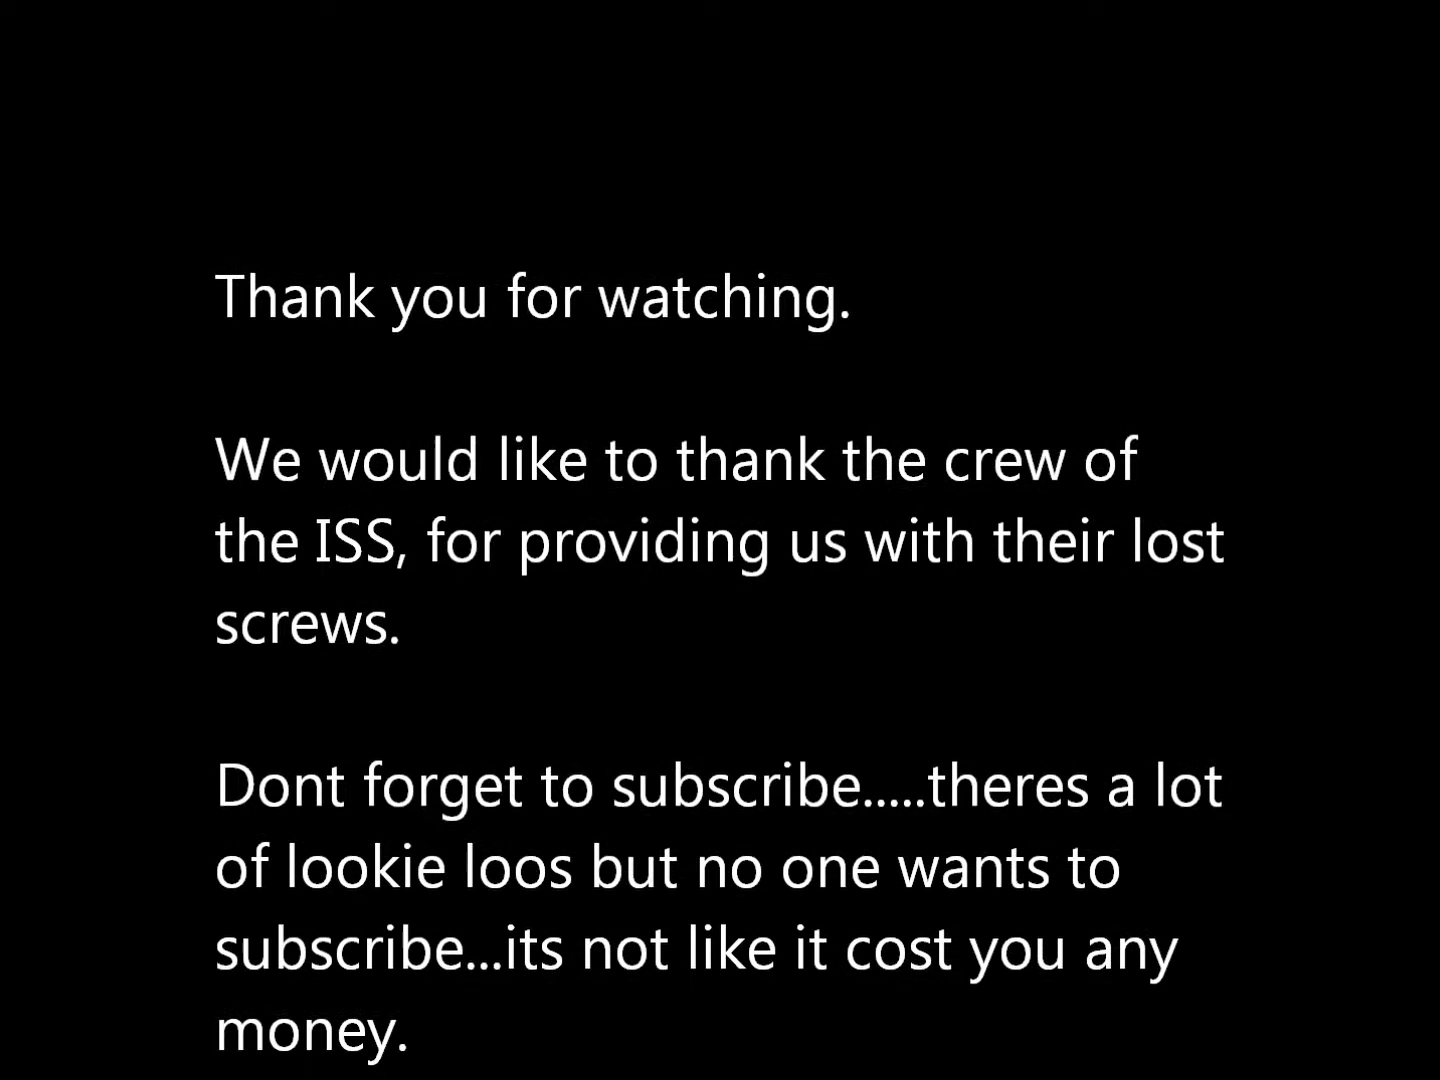 Thank you for watching.
We would like to thank the crew of
the ISS, for providing us with their lost
screws.
Dont forget to subscribe.....theres a lot
of lookie loos but no one wants to
subscribe...its not like it cost you any
money.